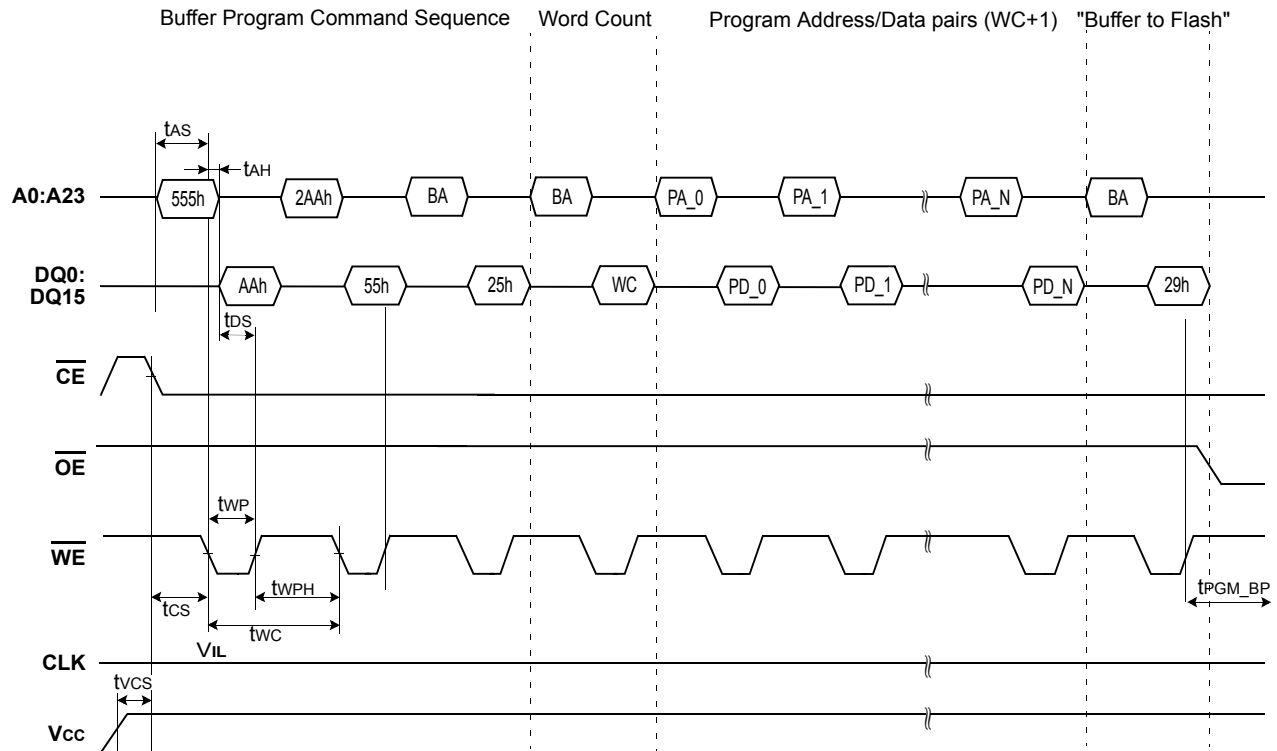 Buffer Program Command Sequence Word Count Program Address/Data pairs (WC+1) "Buffer to Flash"
tAS
tAH
A0:A23 555h 2AAh BA BA PA_0 PA_1 PA_N BA
DQ0:
DQ15
AAh 55h 25h WC PD_0 PD_1 PD_N 29h
tDS
CE
OE
tWP
WE
tWPH
tPGM_BP
tCS
tWC
VIL
CLK
tVCS
Vcc